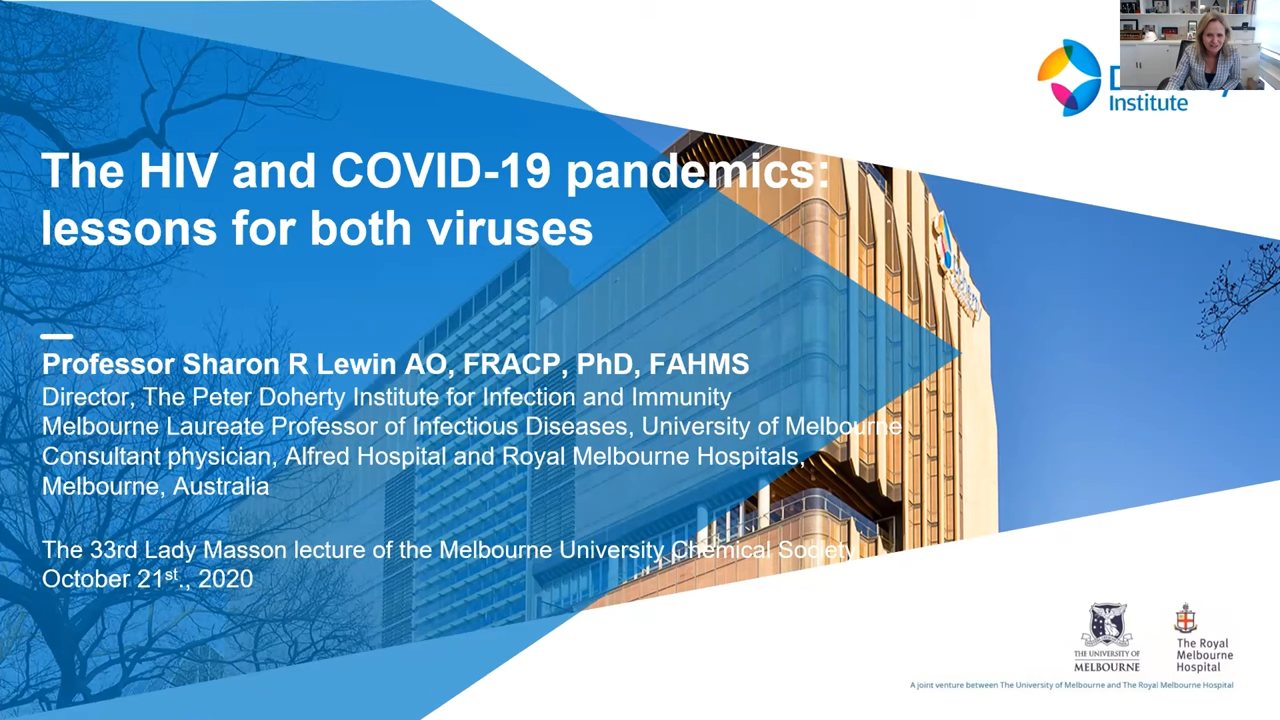 The HIV and COVID-19 pandemics:
lessons for both viruses
Professor Sharon R Lewin AO, FRACP, PhD, FAHMS
Director, The Peter Doherty Institute for Infection and Immunity
Melbourne Laureate Professor of Infectious Diseases, University of Melbourne
Consultant physician, Alfred Hospital and Royal Melbourne Hospitals,
Melbourne, Australia
The 33rd Lady Masson lecture of the Melbourne University Chemical Society
October 21st., 2020
Institute
THE UNIVERSITY OF
MELBOURNE
The Royal
Melbourne
Hospital
A joint venture between The University of Melbourne and The Royal Melbourne Hospital